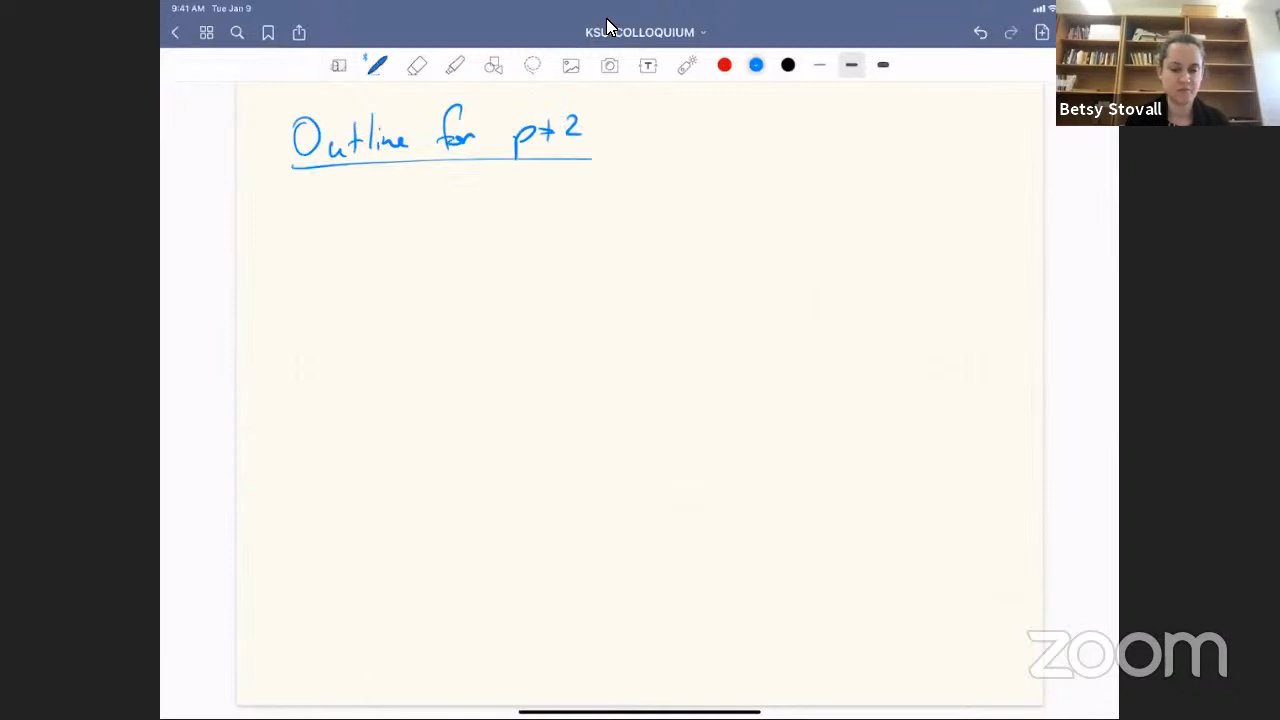 9:41 AM Tue Jan 9
KSU COLLOQUIUM
Betsy Stovall
Outline for p≠2
zoom